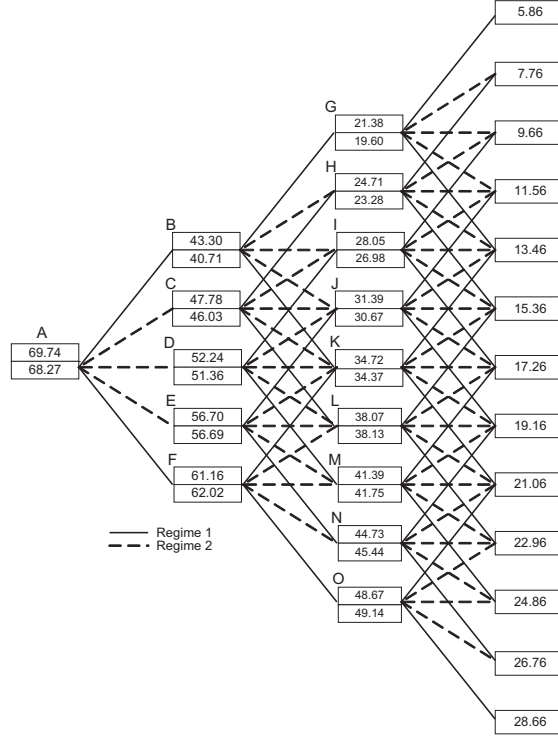 A
69.74
68.27
B
43.30
40.71
C
47.78
46.03
D
52.24
51.36
E
56.70
56.69
F
61.16
62.02
G
21.38
19.60
H
24.71
23.28
I
28.05
26.98
J
31.39
30.67
K
34.72
34.37
L
38.07
38.13
M
41.39
41.75
N
44.73
45.44
O
48.67
49.14
5.86
7.76
9.66
11.56
13.46
15.36
17.26
19.16
21.06
22.96
24.86
26.76
28.66
Regime 1
Regime 2